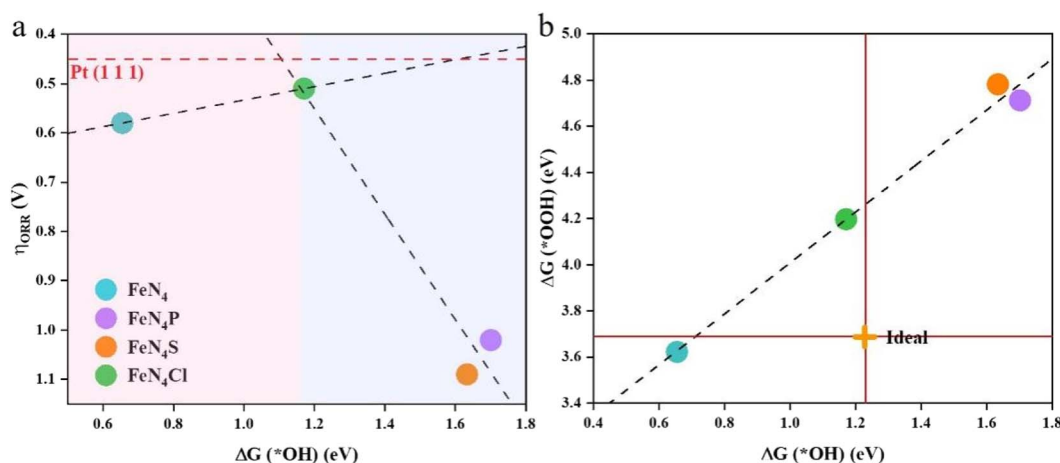 a
0.4
0.5
0.6
0.7
0.8
0.9
1.0
1.1
η_ORR (V)
Pt (1 1 1)
FeN₄
FeN₄P
FeN₄S
FeN₄Cl
0.6 0.8 1.0 1.2 1.4 1.6 1.8
ΔG (*OH) (eV)
b
5.0
4.8
4.6
4.4
4.2
4.0
3.8
3.6
3.4
ΔG (*OOH) (eV)
Ideal
0.4 0.6 0.8 1.0 1.2 1.4 1.6 1.8
ΔG (*OH) (eV)